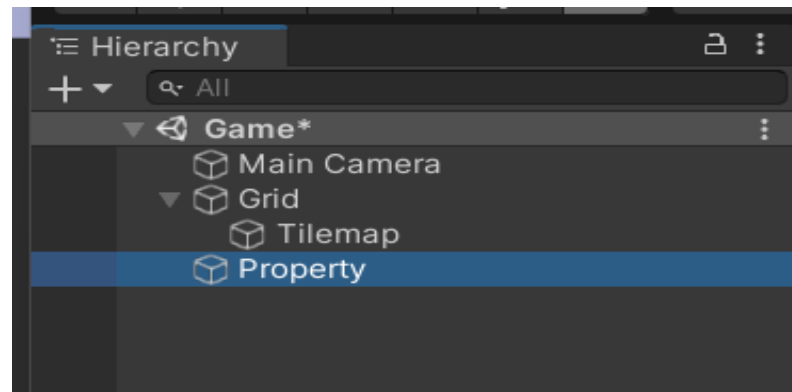 Hierarchy
All
Game*
Main Camera
Grid
Tilemap
Property